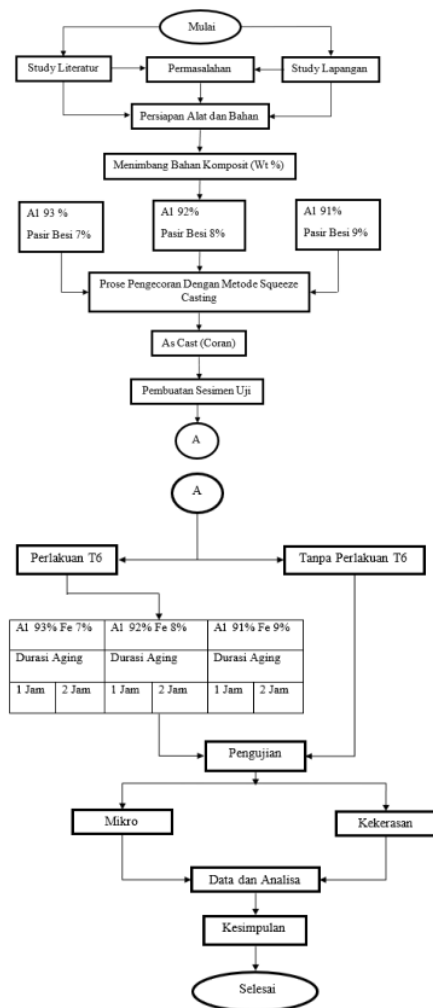 Mulai
Study Literatur
Permasalahan
Study Lapangan
Persiapan Alat dan Bahan
Menimbang Bahan Komposit (Wt %)
Al 93 %
Pasir Besi 7%
Al 92%
Pasir Besi 8%
Al 91%
Pasir Besi 9%
Prose Pengecoran Dengan Metode Squeeze
Casting
As Cast (Coran)
Pembuatan Sesimen Uji
A
A
Perlakuan T6
Tanpa Perlakuan T6
Al 93% Fe 7%
Al 92% Fe 8%
Al 91% Fe 9%
Durasi Aging
Durasi Aging
Durasi Aging
1 Jam
2 Jam
1 Jam
2 Jam
1 Jam
2 Jam
Pengujian
Mikro
Kekerasan
Data dan Analisa
Kesimpulan
Selesai